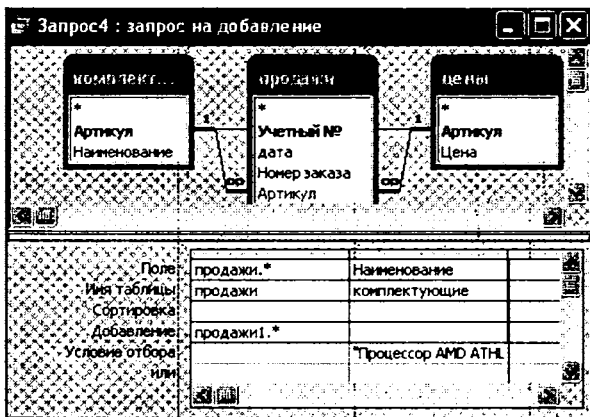 Запрос4 : запрос на добавление
комплект...
продажи
цены
*
*
*
Артикул
Наименование
Учетный №
дата
Номер заказа
Артикул
Артикул
Цена
1
1
∞
∞
Поле
продажи.*
Наименование
Имя таблицы
продажи
комплектующие
Сортировка
Добавление
продажи1.*
Условие отбора
"Процессор AMD ATHL
или